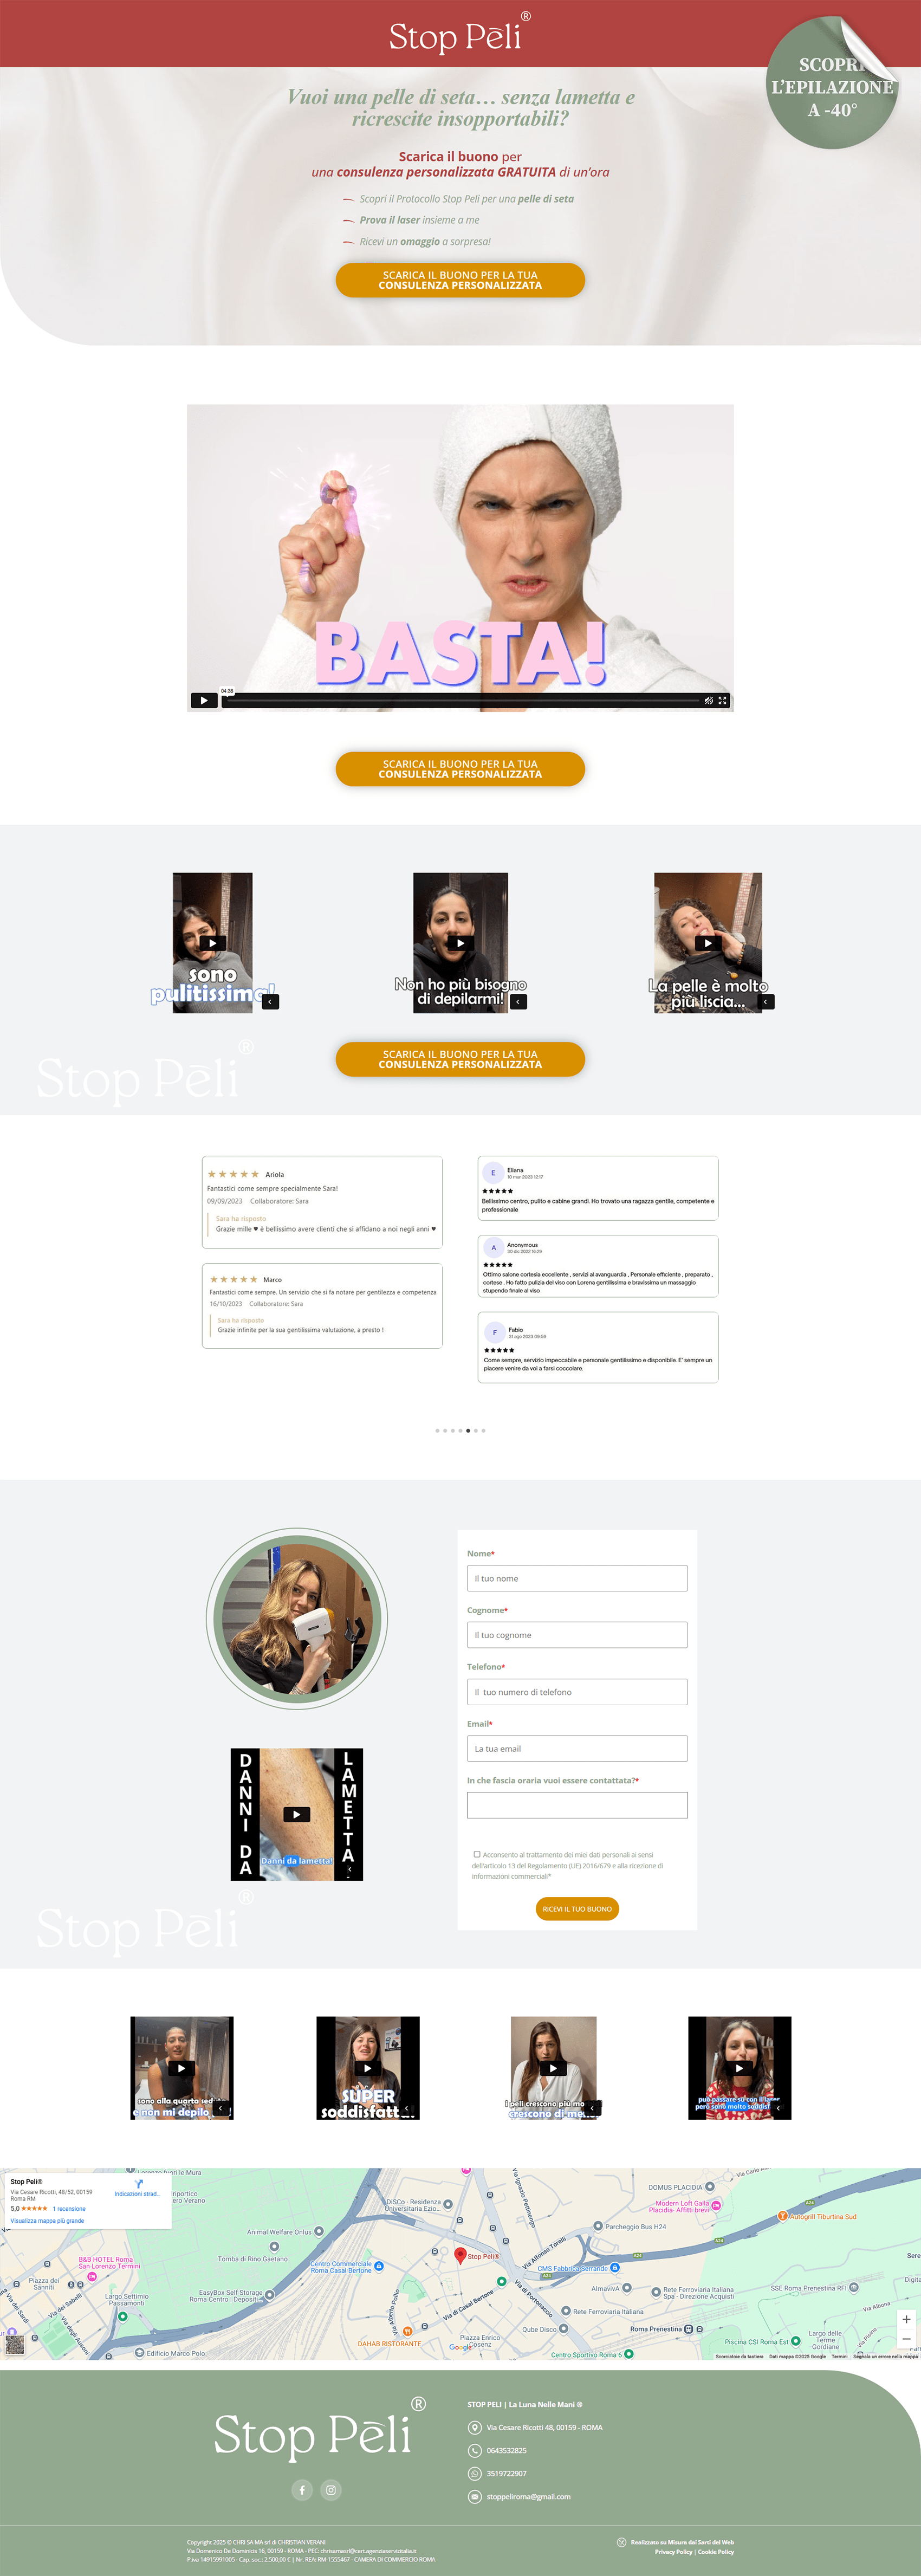 Stop Pēli®
SCOPRI
L'EPILAZIONE
A -40°
Vuoi una pelle di seta... senza lametta e
ricrescite insopportabili?
Scarica il buono per
una consulenza personalizzata GRATUITA di un'ora
Scopri il Protocollo Stop Peli per una pelle di seta
Prova il laser insieme a me
Ricevi un omaggio a sorpresa!
SCARICA IL BUONO PER LA TUA
CONSULENZA PERSONALIZZATA
BASTA!
04:38
SCARICA IL BUONO PER LA TUA
CONSULENZA PERSONALIZZATA
sono
pulitissima!
Non ho più bisogno
di depilarmi!
La pelle è molto
più liscia...
Stop Pēli®
SCARICA IL BUONO PER LA TUA
CONSULENZA PERSONALIZZATA
★★★★★ Ariola
Fantastici come sempre specialmente Sara!
09/09/2023 Collaboratore: Sara
Sara ha risposto
Grazie mille ♥ è bellissimo avere clienti che si affidano a noi negli anni ♥
★★★★★ Marco
Fantastici come sempre. Un servizio che si fa notare per gentilezza e competenza
16/10/2023 Collaboratore: Sara
Sara ha risposto
Grazie infinite per la sua gentilissima valutazione, a presto !
E
Eliana
10 mar 2023 12:17
★★★★★
Bellissimo centro, pulito e cabine grandi. Ho trovato una ragazza gentile, competente e
professionale
A
Anonymous
★★★★★
Ottimo salone cortesia eccellente , servizi al avanguardia , Personale efficiente , preparato ,
cortese . Ho fatto pulizia del viso con Lorena gentilissima e bravissima un massaggio
stupendo finale al viso
F
Fabio
★★★★★
Come sempre, servizio impeccabile e personale gentilissimo e disponibile. E' sempre un
piacere venire da voi a farsi coccolare.
Nome*
Il tuo nome
Cognome*
Il tuo cognome
Telefono*
Il tuo numero di telefono
Email*
La tua email
In che fascia oraria vuoi essere contattata?*
Acconsento al trattamento dei miei dati personali ai sensi
dell'articolo 13 del Regolamento (UE) 2016/679 e alla ricezione di
informazioni commerciali*
RICEVI IL TUO BUONO
DANNI DA
LAMETTA
Danni da lametta!
Stop Pēli®
sono alla quarta
e non mi depilo
SUPER
soddisfatt
i peli crescono più
crescono di me
può passare su con il laser
però sono molto soddisf
Stop Peli®
Via Cesare Ricotti, 48/52, 00159
Roma RM
5,0 ★★★★★ 1 recensione
Visualizza mappa più grande
Indicazioni strad...
Animal Welfare Onlus
Tomba di Rino Gaetano
B&B HOTEL Roma
San Lorenzo Termini
Piazza dei
Sanniti
Largo Settimio
Passamonti
Via dei Sabelli
EasyBox Self Storage
Roma Centro | Depositi...
Centro Commerciale
Roma Casal Bertone
DiSCo - Residenza
Universitaria Ezio...
Stop Peli®
Via di Casal Bertone
Via di Portonaccio
Via Alfonso Torelli
Via Ignazio Pettinengo
DAHAB RISTORANTE
Edificio Marco Polo
Piazza Enrico
Cosenz
Google
Qube Disco
CMS Fabbrica Serrande
AlmavivA
Rete Ferroviaria Italiana
Parcheggio Bus H24
DOMUS PLACIDIA
Modern Loft Galla
Placidia- Affitti brevi
Autogrill Tiburtina Sud
A24
Rete Ferroviaria Italiana
Spa - Direzione Acquisti
SSE Roma Prenestina RFI
Roma Prenestina
Centro Sportivo Roma 6
Piscina CSI Roma Est
Largo delle
Terme
Gordiane
Via Albona
Via Pisino
Scorciatoie da tastiera
Dati mappa ©2025 Google
Termini
Segnala un errore nella mappa
Stop Pēli®
STOP PELI | La Luna Nelle Mani ®
Via Cesare Ricotti 48, 00159 - ROMA
0643532825
3519722907
stoppeliroma@gmail.com
Copyright 2025 © CHRI SA MA srl di CHRISTIAN VERANI
Via Domenico De Dominicis 16, 00159 - ROMA - PEC: chrisamasrl@cert.agenziaservizitalia.it
P.iva 14915991005 - Cap. soc.: 2.500,00 € | Nr. REA: RM-1555467 - CAMERA DI COMMERCIO ROMA
Realizzato su Misura dai Sarti del Web
Privacy Policy | Cookie Policy